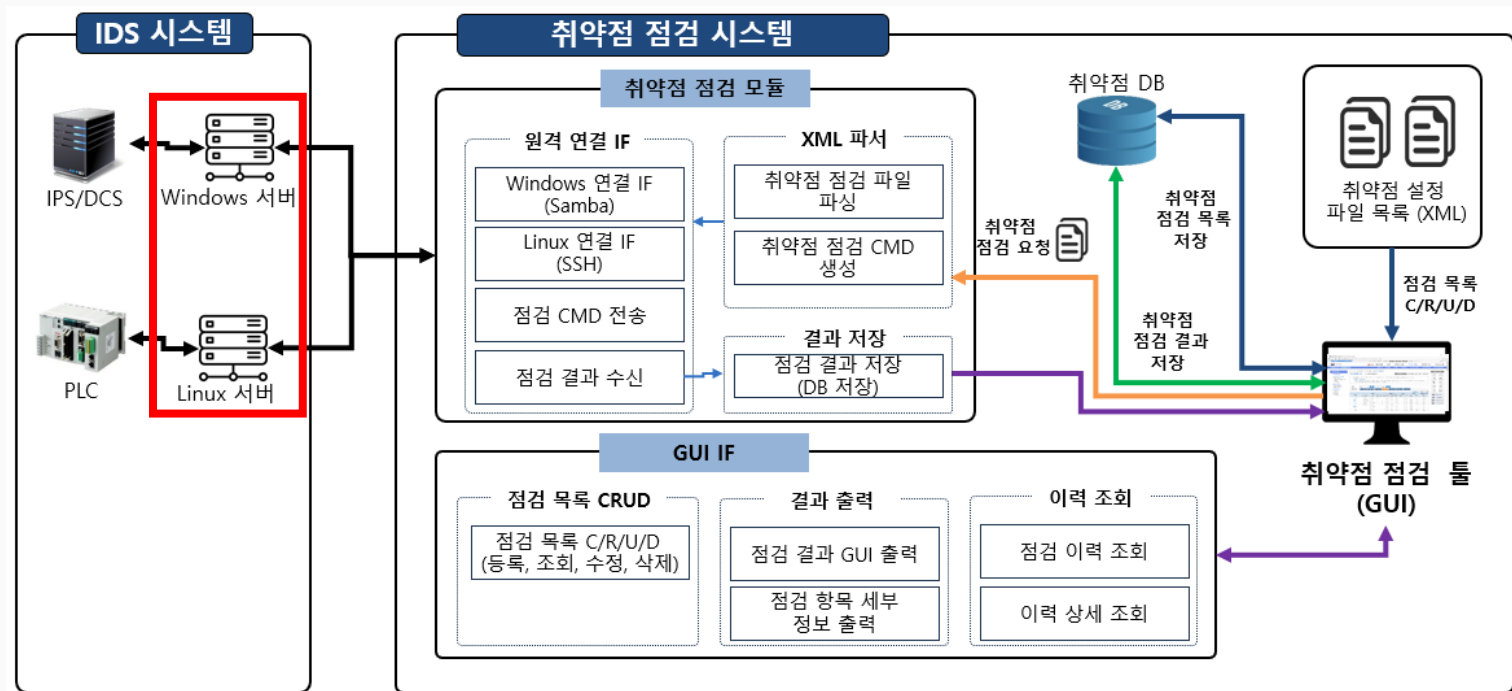 IDS 시스템
IPS/DCS
Windows 서버
PLC
Linux 서버
취약점 점검 시스템
취약점 점검 모듈
원격 연결 IF
Windows 연결 IF
(Samba)
Linux 연결 IF
(SSH)
점검 CMD 전송
점검 결과 수신
XML 파서
취약점 점검 파일
파싱
취약점 점검 CMD
생성
결과 저장
점검 결과 저장
(DB 저장)
취약점
점검 요청
취약점 DB
DB
취약점
점검 목록
저장
취약점
점검 결과
저장
취약점 설정
파일 목록 (XML)
점검 목록
C/R/U/D
취약점 점검 툴
(GUI)
GUI IF
점검 목록 CRUD
점검 목록 C/R/U/D
(등록, 조회, 수정, 삭제)
결과 출력
점검 결과 GUI 출력
점검 항목 세부
정보 출력
이력 조회
점검 이력 조회
이력 상세 조회